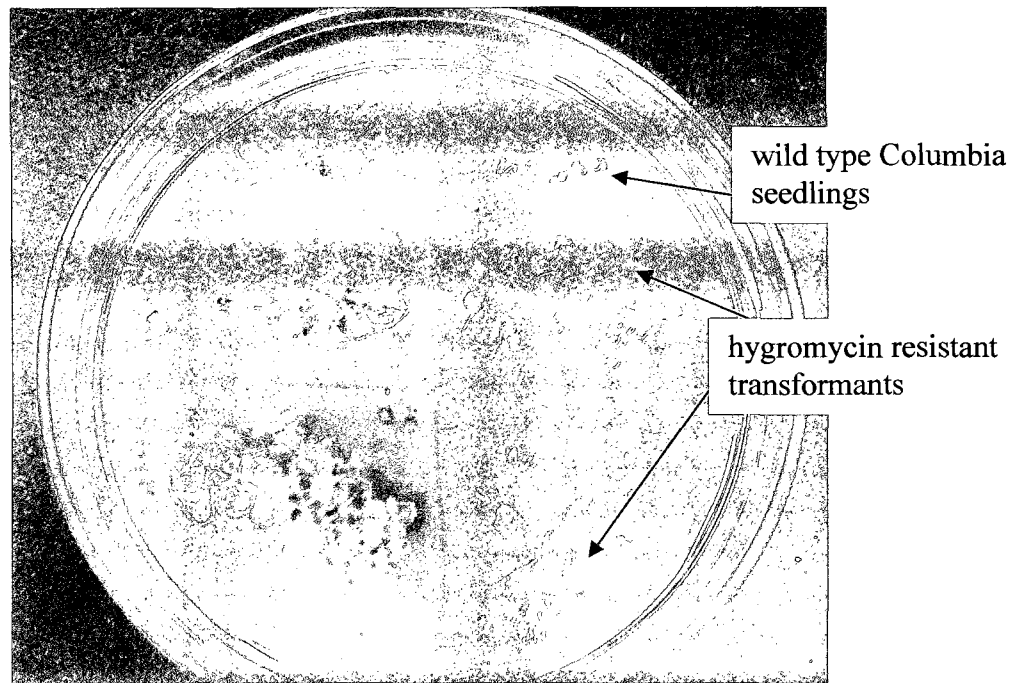 wild type Columbia
seedlings
hygromycin resistant
transformants